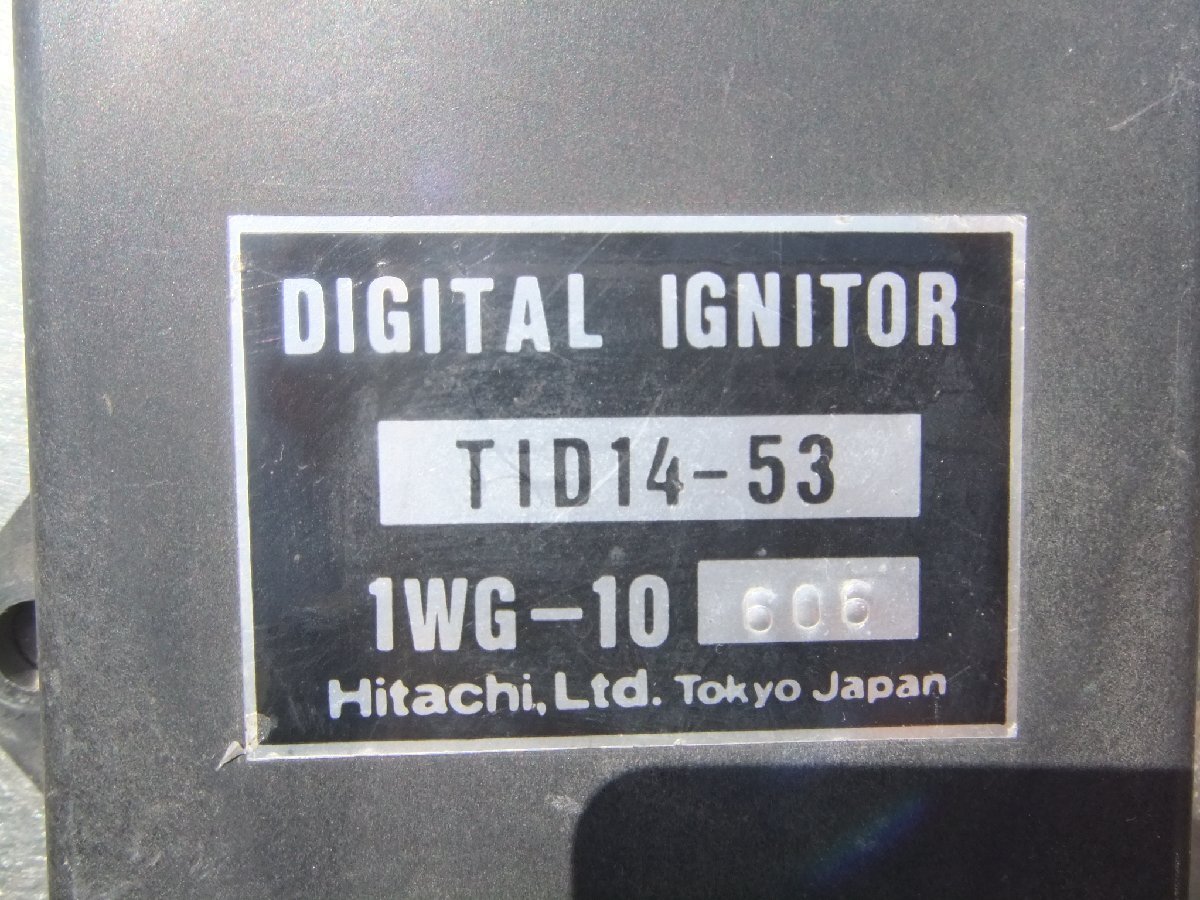 DIGITAL IGNITOR
TID14-53
1WG-10 606
Hitachi, Ltd. Tokyo Japan